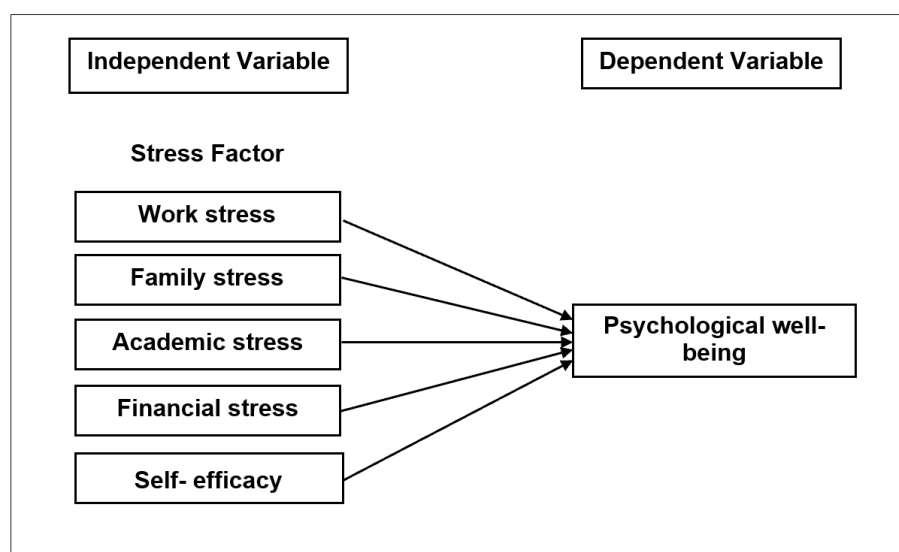 Independent Variable
Dependent Variable
Stress Factor
Work stress
Family stress
Academic stress
Financial stress
Self- efficacy
Psychological well-
being